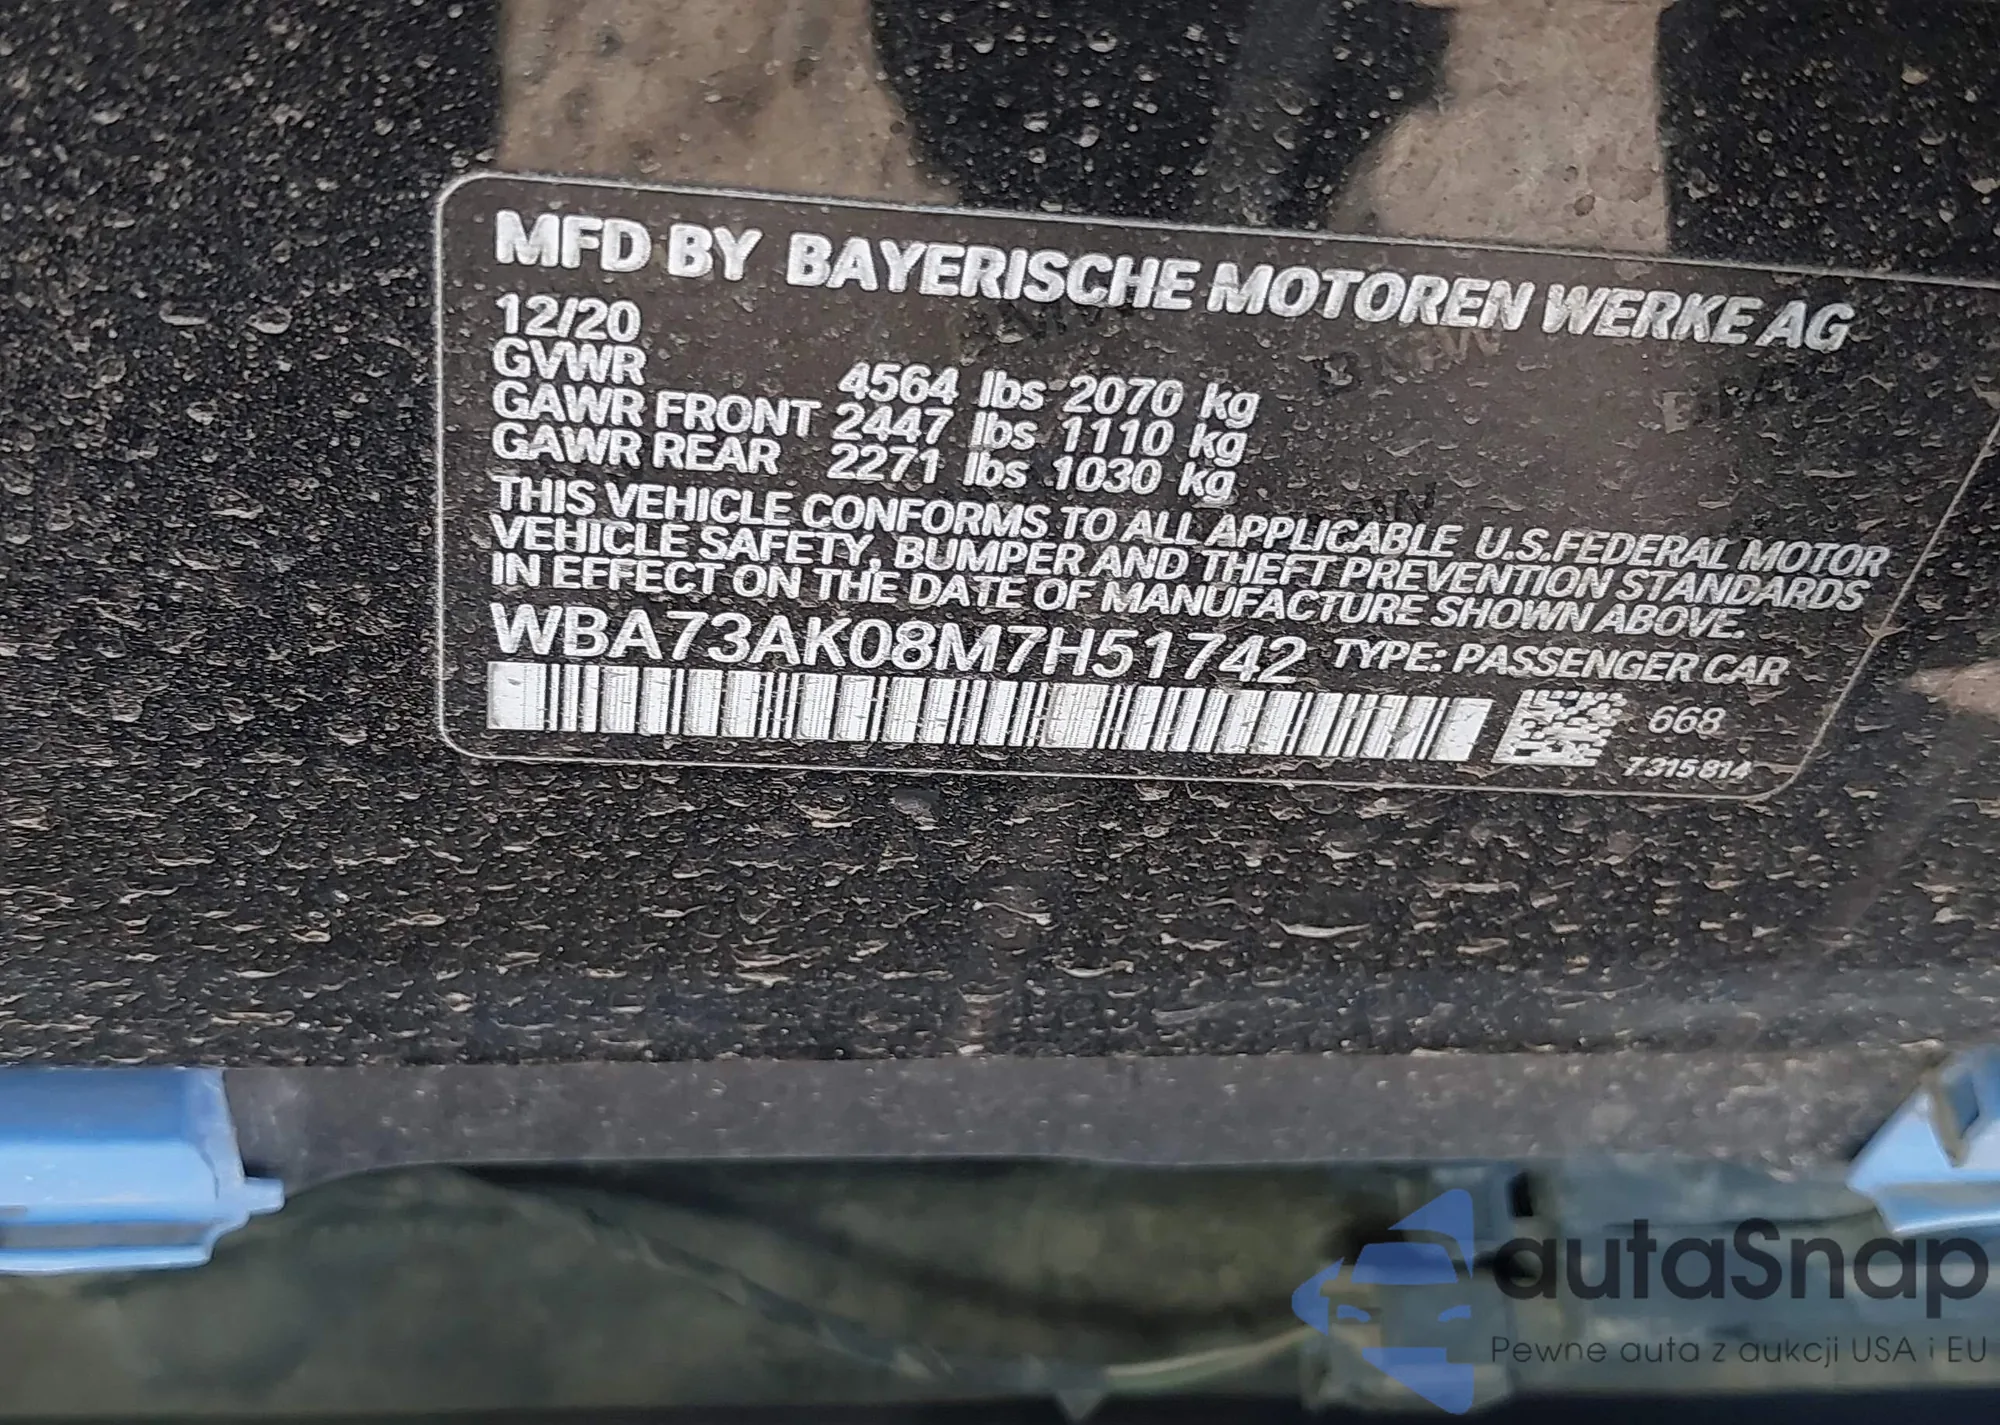 MFD BY BAYERISCHE MOTOREN WERKE AG
12/20
GVWR 4564 lbs 2070 kg
GAWR FRONT 2447 lbs 1110 kg
GAWR REAR 2271 lbs 1030 kg
THIS VEHICLE CONFORMS TO ALL APPLICABLE U.S.FEDERAL MOTOR
VEHICLE SAFETY, BUMPER AND THEFT PREVENTION STANDARDS
IN EFFECT ON THE DATE OF MANUFACTURE SHOWN ABOVE.
WBA73AK08M7H51742 TYPE: PASSENGER CAR
668
7315814
autaSnap
Pewne auta z aukcji USA i EU